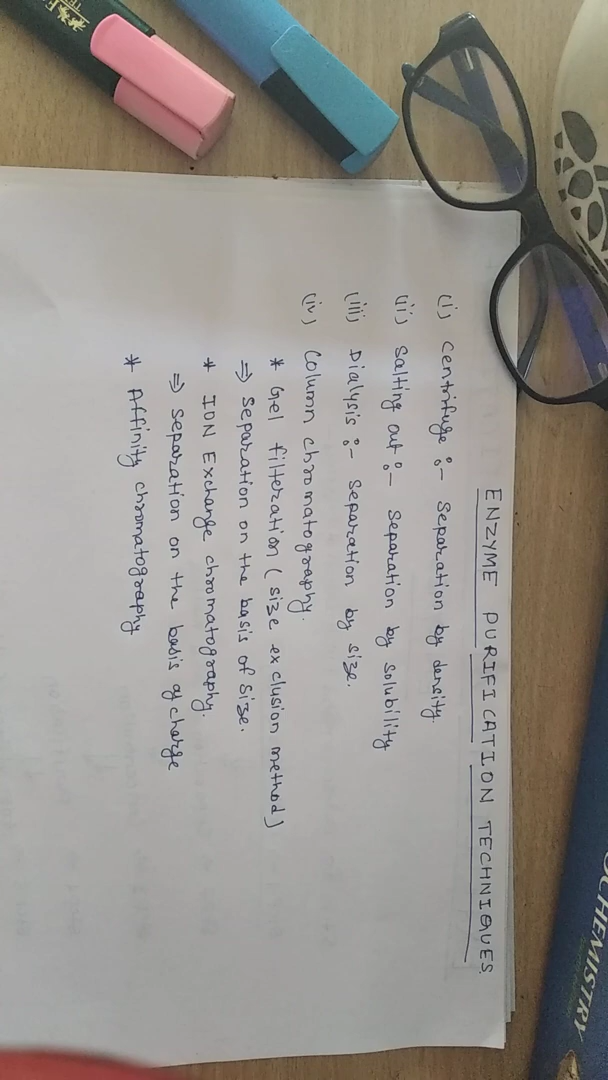 ENZYME PURIFICATION TECHNIQUES.
(i) Centrifuge :- Separation by density.
(ii) Salting out :- Separation by solubility
(iii) Dialysis :- Separation by size.
(iv) Column chromatography.
* Gel filteration (size exclusion method)
⇒ Separation on the basis of size.
* ION Exchange chromatography.
⇒ Separation on the basis of charge
* Affinity chromatography
CHEMISTRY